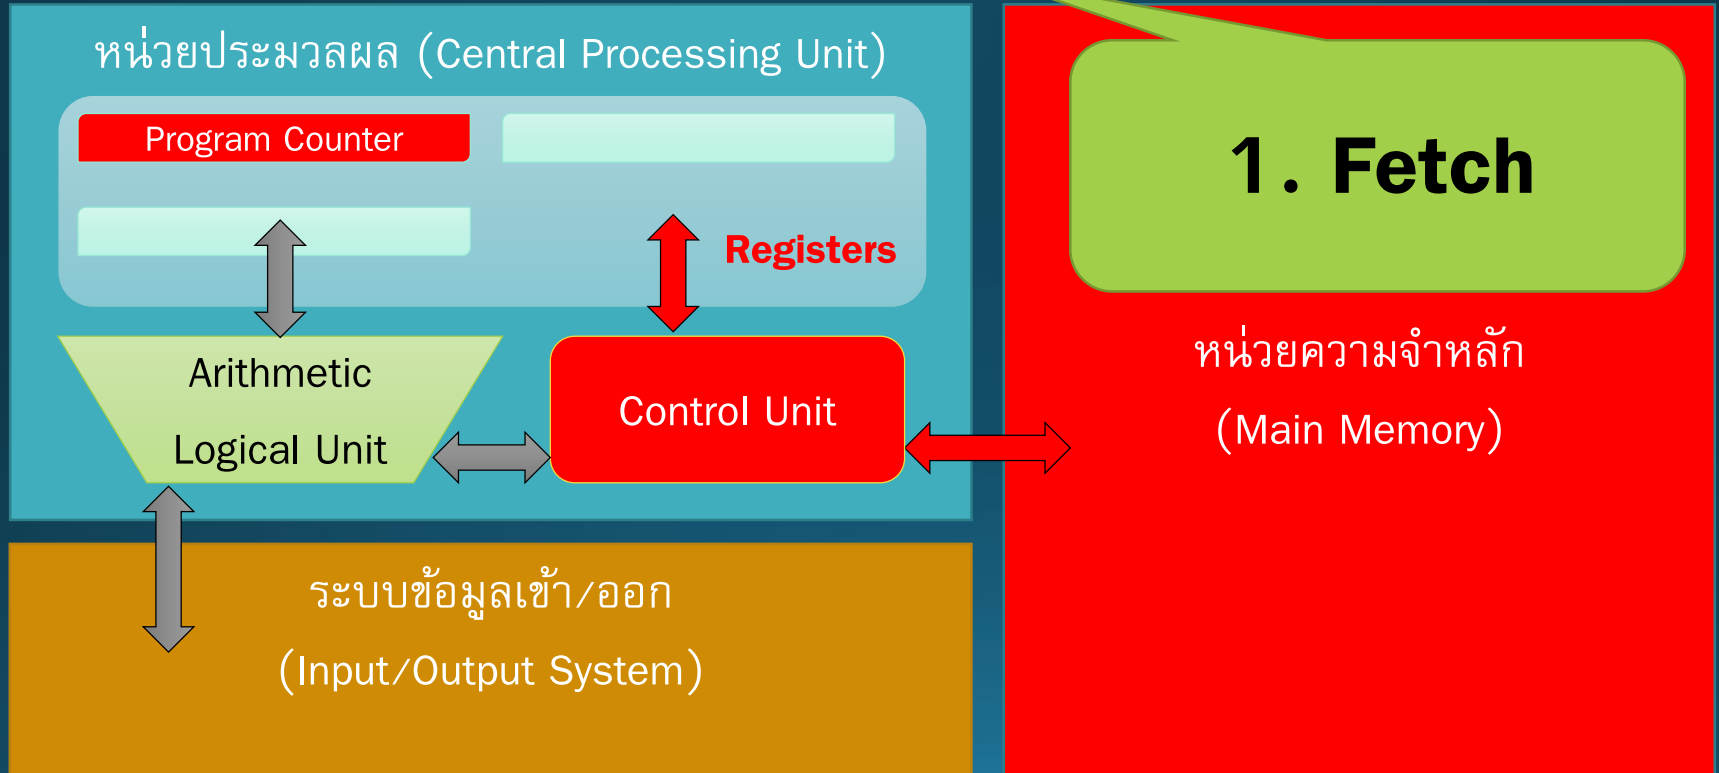 หน่วยประมวลผล (Central Processing Unit)
Program Counter
Registers
Arithmetic
Logical Unit
Control Unit
1. Fetch
หน่วยความจำหลัก
(Main Memory)
ระบบข้อมูลเข้า/ออก
(Input/Output System)